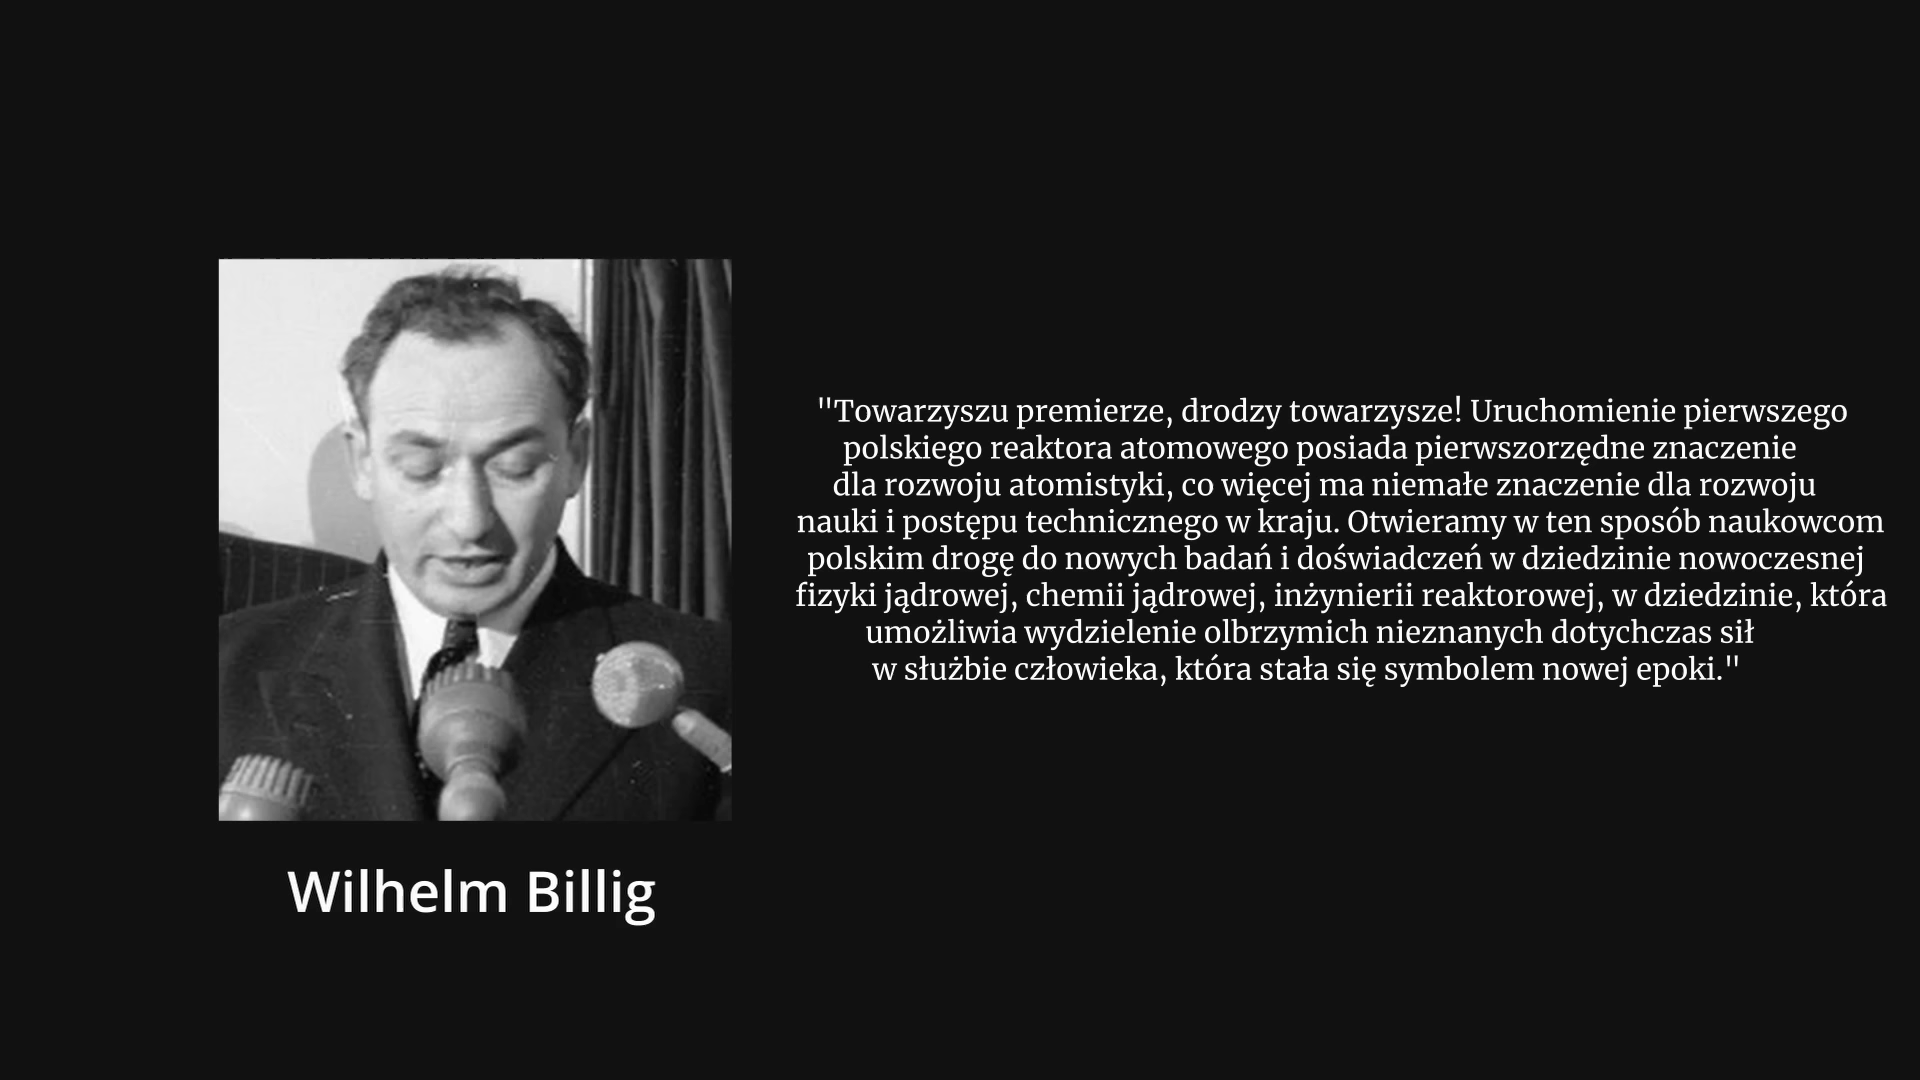 "Towarzyszu premierze, drodzy towarzysze! Uruchomienie pierwszego
polskiego reaktora atomowego posiada pierwszorzędne znaczenie
dla rozwoju atomistyki, co więcej ma niemałe znaczenie dla rozwoju
nauki i postępu technicznego w kraju. Otwieramy w ten sposób naukowcom
polskim drogę do nowych badań i doświadczeń w dziedzinie nowoczesnej
fizyki jądrowej, chemii jądrowej, inżynierii reaktorowej, w dziedzinie, która
umożliwia wydzielenie olbrzymich nieznanych dotychczas sił
w służbie człowieka, która stała się symbolem nowej epoki."
Wilhelm Billig